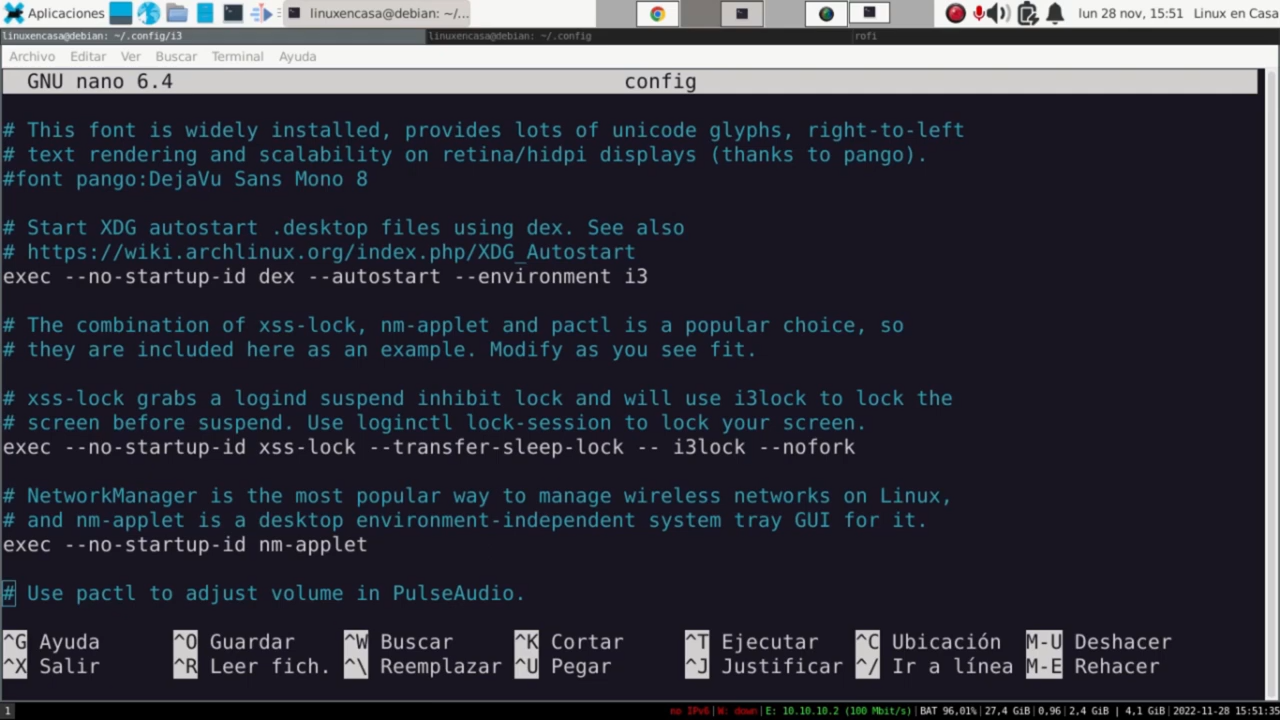 Aplicaciones
linuxencasa@debian: ~/...
lun 28 nov, 15:51
Linux en Casa
linuxencasa@debian: ~/.config/i3
linuxencasa@debian: ~/.config
rofi
Archivo Editar Ver Buscar Terminal Ayuda
GNU nano 6.4 config
# This font is widely installed, provides lots of unicode glyphs, right-to-left
# text rendering and scalability on retina/hidpi displays (thanks to pango).
#font pango:DejaVu Sans Mono 8
# Start XDG autostart .desktop files using dex. See also
# https://wiki.archlinux.org/index.php/XDG_Autostart
exec --no-startup-id dex --autostart --environment i3
# The combination of xss-lock, nm-applet and pactl is a popular choice, so
# they are included here as an example. Modify as you see fit.
# xss-lock grabs a logind suspend inhibit lock and will use i3lock to lock the
# screen before suspend. Use loginctl lock-session to lock your screen.
exec --no-startup-id xss-lock --transfer-sleep-lock -- i3lock --nofork
# NetworkManager is the most popular way to manage wireless networks on Linux,
# and nm-applet is a desktop environment-independent system tray GUI for it.
exec --no-startup-id nm-applet
# Use pactl to adjust volume in PulseAudio.
^G Ayuda ^O Guardar ^W Buscar ^K Cortar ^T Ejecutar ^C Ubicación M-U Deshacer
^X Salir ^R Leer fich. ^\ Reemplazar ^U Pegar ^J Justificar ^/ Ir a línea M-E Rehacer
1
no IPv6|W: down|E: 10.10.10.2 (100 Mbit/s)|BAT 96,01%|27,4 GiB|0,96|2,4 GiB | 4,1 GiB|2022-11-28 15:51:35